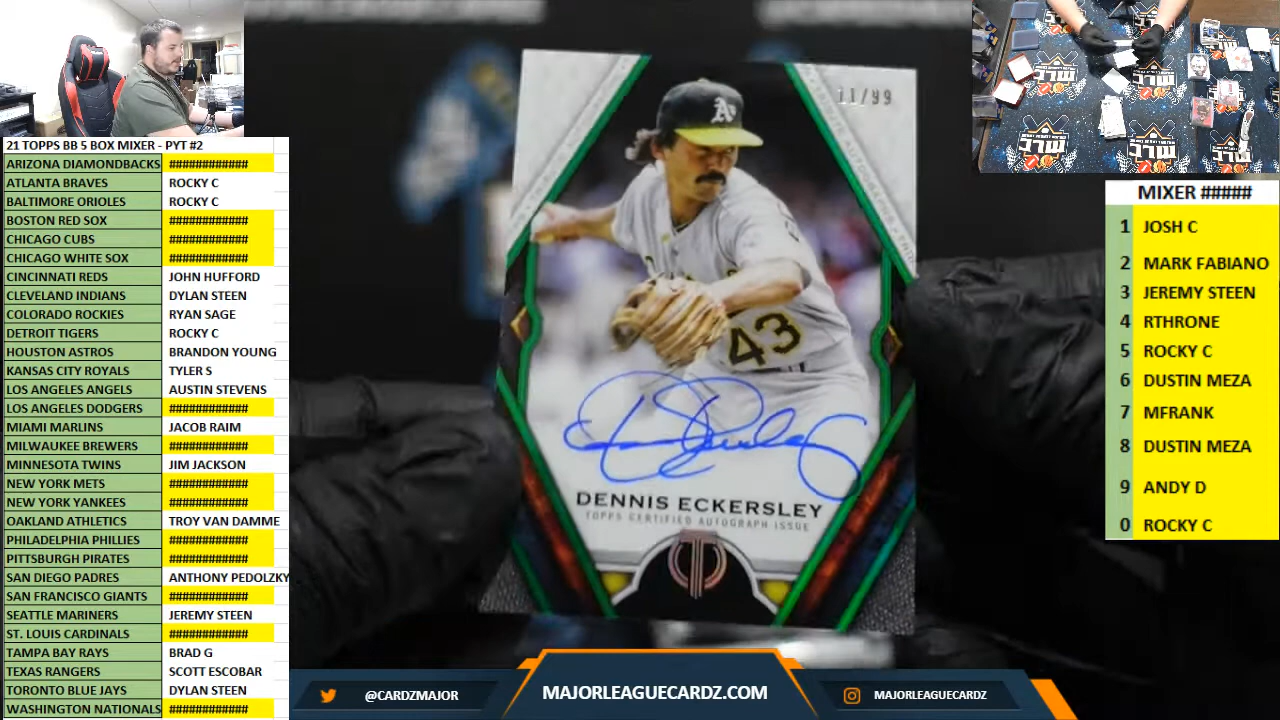 21 TOPPS BB 5 BOX MIXER - PYT #2
ARIZONA DIAMONDBACKS ############
ATLANTA BRAVES ROCKY C
BALTIMORE ORIOLES ROCKY C
BOSTON RED SOX ############
CHICAGO CUBS ############
CHICAGO WHITE SOX ############
CINCINNATI REDS JOHN HUFFORD
CLEVELAND INDIANS DYLAN STEEN
COLORADO ROCKIES RYAN SAGE
DETROIT TIGERS ROCKY C
HOUSTON ASTROS BRANDON YOUNG
KANSAS CITY ROYALS TYLER S
LOS ANGELES ANGELS AUSTIN STEVENS
LOS ANGELES DODGERS ############
MIAMI MARLINS JACOB RAIM
MILWAUKEE BREWERS ############
MINNESOTA TWINS JIM JACKSON
NEW YORK METS ############
NEW YORK YANKEES ############
OAKLAND ATHLETICS TROY VAN DAMME
PHILADELPHIA PHILLIES ############
PITTSBURGH PIRATES ############
SAN DIEGO PADRES ANTHONY PEDOLZKY
SAN FRANCISCO GIANTS ############
SEATTLE MARINERS JEREMY STEEN
ST. LOUIS CARDINALS ############
TAMPA BAY RAYS BRAD G
TEXAS RANGERS SCOTT ESCOBAR
TORONTO BLUE JAYS DYLAN STEEN
WASHINGTON NATIONALS ############
11/99
A's
43
DENNIS ECKERSLEY
TOPPS CERTIFIED AUTOGRAPH ISSUE
MLC
MLC
MLC
MIXER #####
1 JOSH C
2 MARK FABIANO
3 JEREMY STEEN
4 RTHRONE
5 ROCKY C
6 DUSTIN MEZA
7 MFRANK
8 DUSTIN MEZA
9 ANDY D
0 ROCKY C
@CARDZMAJOR
MAJORLEAGUECARDZ.COM
MAJORLEAGUECARDZ